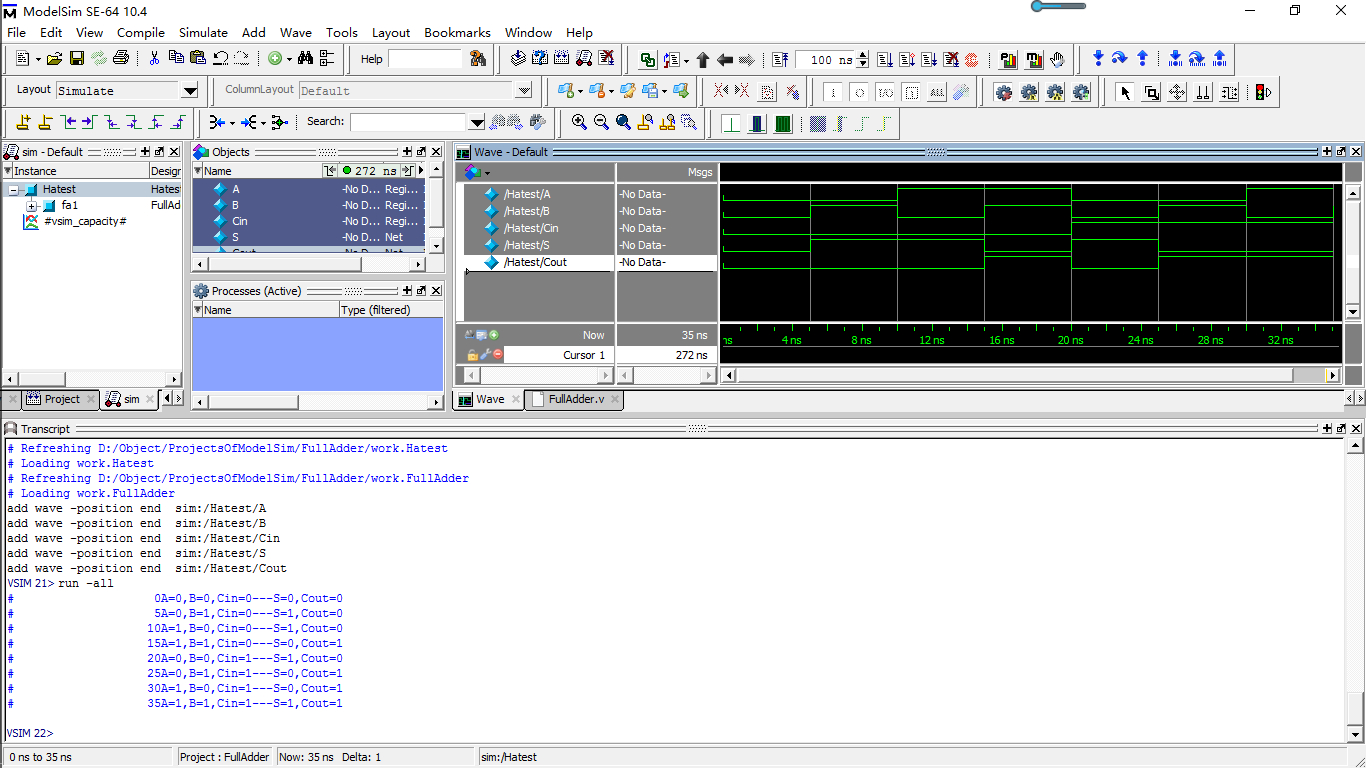 ModelSim SE-64 10.4
File Edit View Compile Simulate Add Wave Tools Layout Bookmarks Window Help
Help
100 ns
Layout Simulate
ColumnLayout Default
Search:
sim - Default
Instance Design
Hatest Hatest
fa1 FullAd
#vsim_capacity#
Project
sim
Objects
Name 272 ns
A -No D... Regi...
B -No D... Regi...
Cin -No D... Regi...
S -No D... Net
Processes (Active)
Name Type (filtered)
Wave - Default
Msgs
/Hatest/A -No Data-
/Hatest/B -No Data-
/Hatest/Cin -No Data-
/Hatest/S -No Data-
/Hatest/Cout -No Data-
Now 35 ns
Cursor 1 272 ns
ns 4 ns 8 ns 12 ns 16 ns 20 ns 24 ns 28 ns 32 ns
Wave
FullAdder.v
Transcript
# Refreshing D:/Object/ProjectsOfModelSim/FullAdder/work.Hatest
# Loading work.Hatest
# Refreshing D:/Object/ProjectsOfModelSim/FullAdder/work.FullAdder
# Loading work.FullAdder
add wave -position end  sim:/Hatest/A
add wave -position end  sim:/Hatest/B
add wave -position end  sim:/Hatest/Cin
add wave -position end  sim:/Hatest/S
add wave -position end  sim:/Hatest/Cout
VSIM 21> run -all
#                    0A=0,B=0,Cin=0---S=0,Cout=0
#                    5A=0,B=1,Cin=0---S=1,Cout=0
#                   10A=1,B=0,Cin=0---S=1,Cout=0
#                   15A=1,B=1,Cin=0---S=0,Cout=1
#                   20A=0,B=0,Cin=1---S=1,Cout=0
#                   25A=0,B=1,Cin=1---S=0,Cout=1
#                   30A=1,B=0,Cin=1---S=0,Cout=1
#                   35A=1,B=1,Cin=1---S=1,Cout=1
VSIM 22>
0 ns to 35 ns Project : FullAdder Now: 35 ns Delta: 1 sim:/Hatest